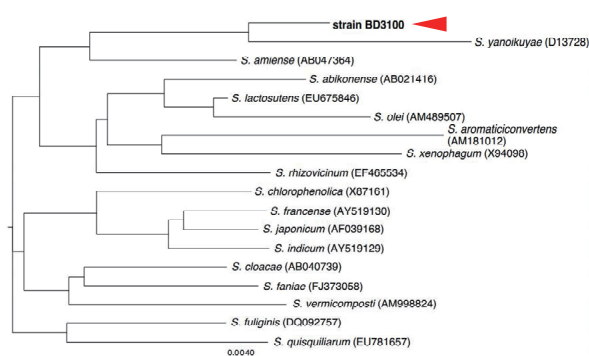 strain BD3100
S. yanoikuyae (D13728)
S. amiense (AB047364)
S. abikonense (AB021416)
S. lactosutens (EU675846)
S. olei (AM489507)
S. aromaticiconvertens
(AM181012)
S. xenophagum (X94098)
S. rhizovicinum (EF465534)
S. chlorophenolica (X87161)
S. francense (AY519130)
S. japonicum (AF039168)
S. indicum (AY519129)
S. cloacae (AB040739)
S. faniae (FJ373058)
S. vermicomposti (AM998824)
S. fuliginis (DQ092757)
S. quisquiliarum (EU781657)
0.0040